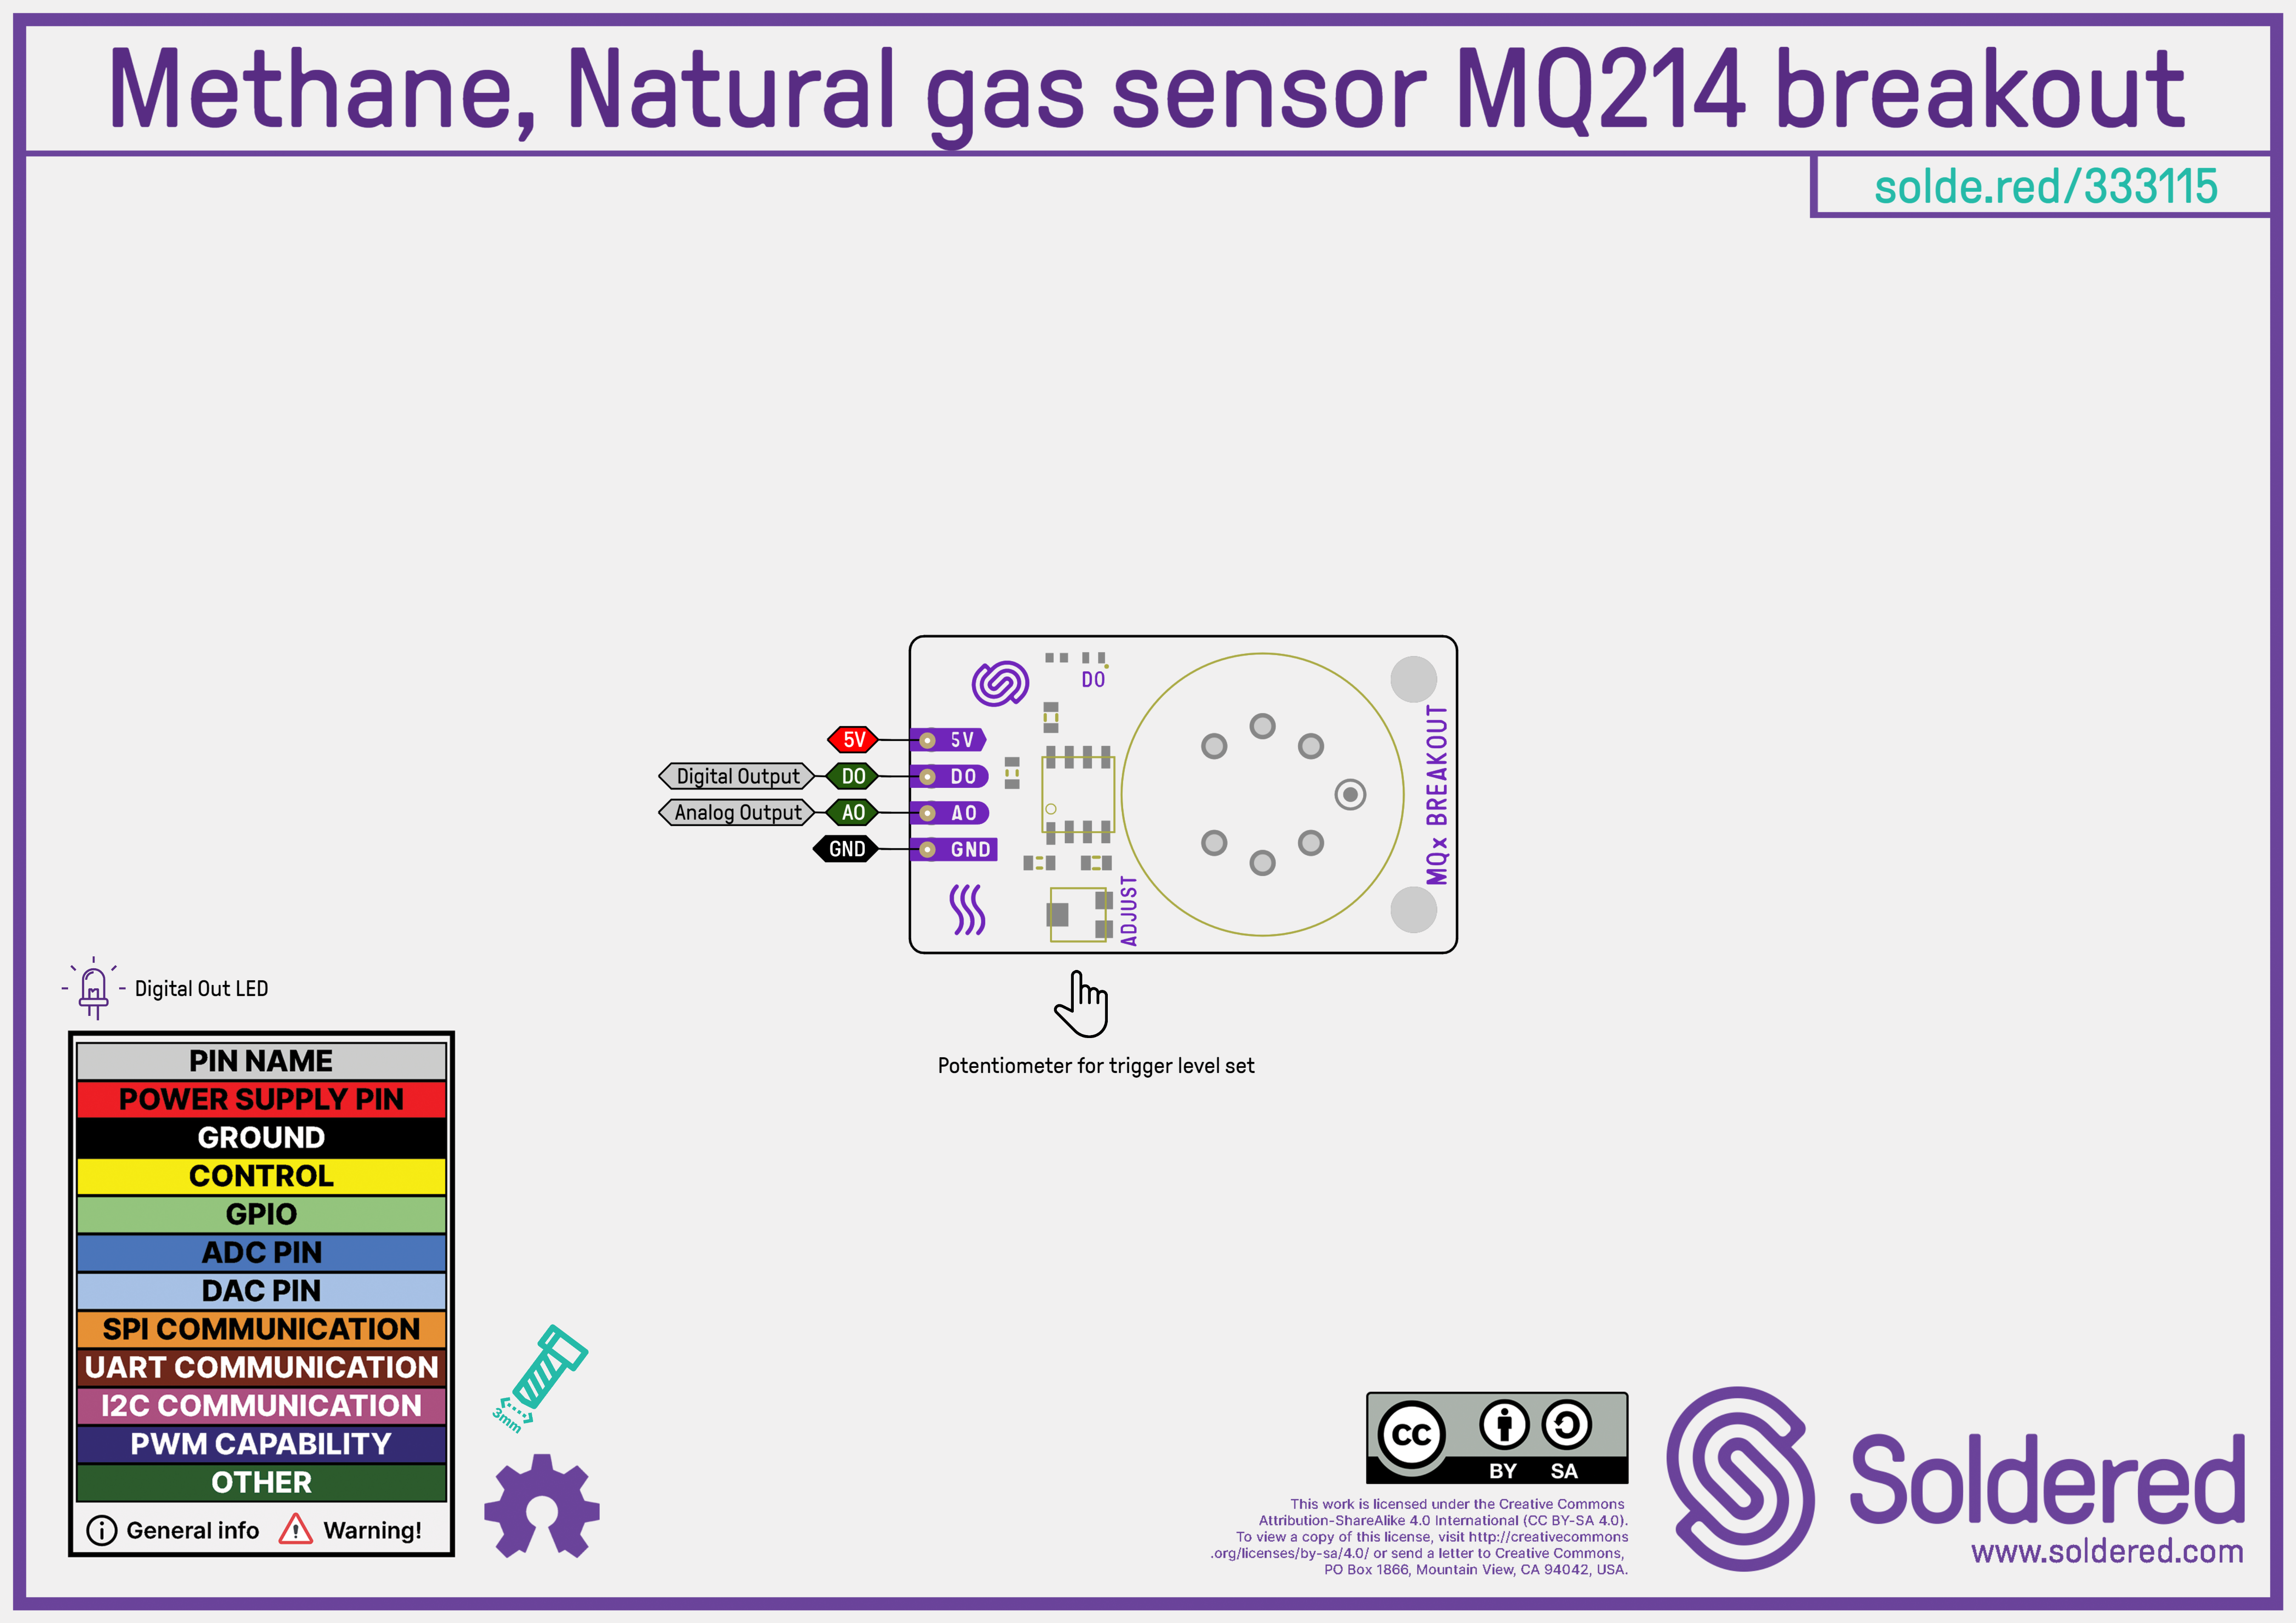 Methane, Natural gas sensor MQ214 breakout
solde.red/333115
DO
5V 5V
Digital Output DO DO
Analog Output AO AO
GND GND
ADJUST
MQx BREAKOUT
Potentiometer for trigger level set
Digital Out LED
PIN NAME
POWER SUPPLY PIN
GROUND
CONTROL
GPIO
ADC PIN
DAC PIN
SPI COMMUNICATION
UART COMMUNICATION
I2C COMMUNICATION
PWM CAPABILITY
OTHER
General info Warning!
3mm
CC
BY SA
This work is licensed under the Creative Commons
Attribution-ShareAlike 4.0 International (CC BY-SA 4.0).
To view a copy of this license, visit http://creativecommons
.org/licenses/by-sa/4.0/ or send a letter to Creative Commons,
PO Box 1866, Mountain View, CA 94042, USA.
Soldered
www.soldered.com